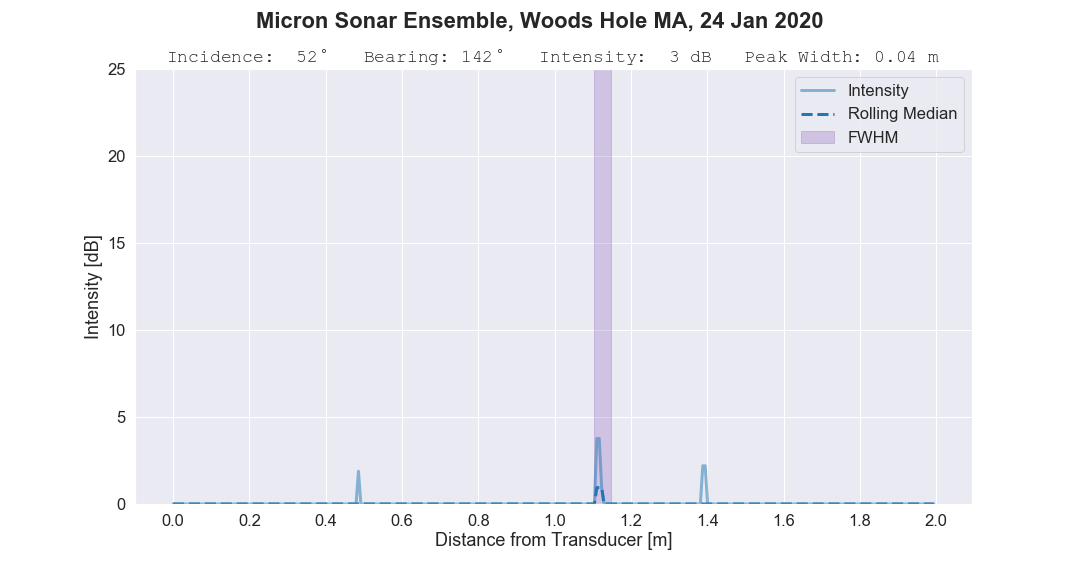 Micron Sonar Ensemble, Woods Hole MA, 24 Jan 2020
Incidence:  52°   Bearing: 142°   Intensity:  3 dB   Peak Width: 0.04 m
25
20
15
10
5
0
Intensity [dB]
Intensity
Rolling Median
FWHM
0.0 0.2 0.4 0.6 0.8 1.0 1.2 1.4 1.6 1.8 2.0
Distance from Transducer [m]